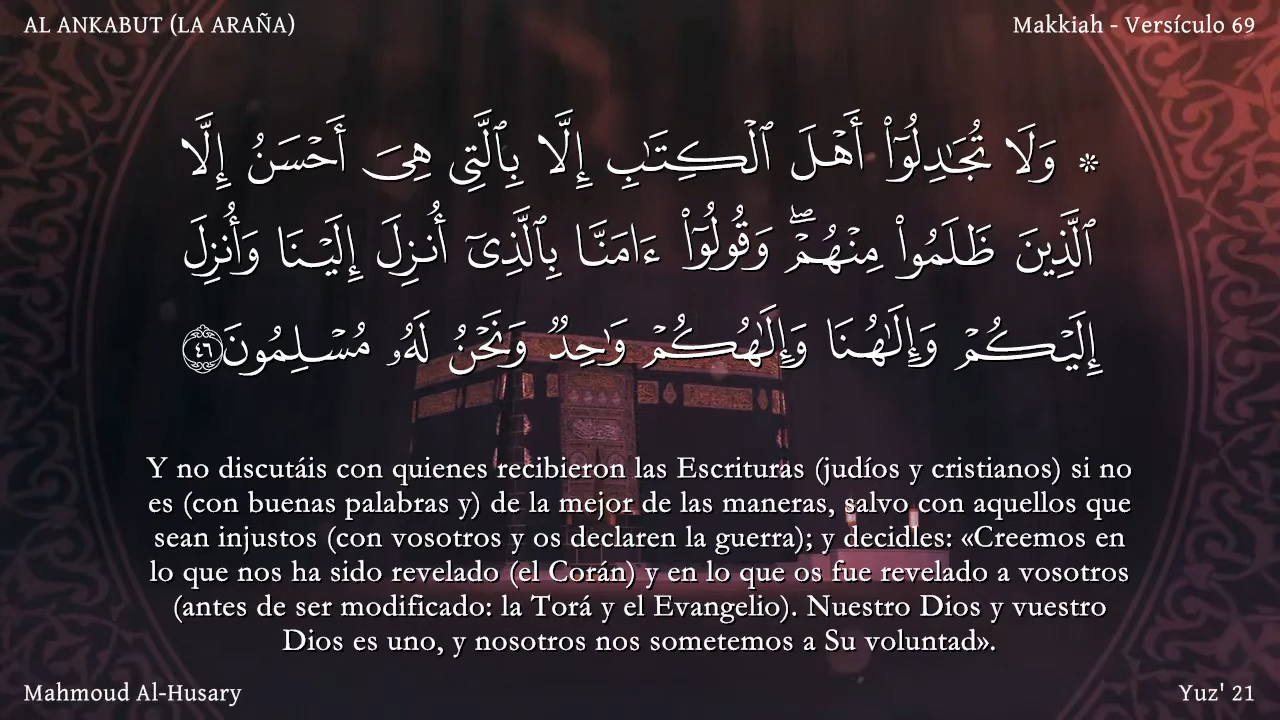 AL ANKABUT (LA ARAÑA)
Makkiah - Versículo 69
* وَلَا تُجَـٰدِلُوٓا۟ أَهْلَ ٱلْكِتَـٰبِ إِلَّا بِٱلَّتِى هِىَ أَحْسَنُ إِلَّا
ٱلَّذِينَ ظَلَمُوا۟ مِنْهُمْ ۖ وَقُولُوٓا۟ ءَامَنَّا بِٱلَّذِىٓ أُنزِلَ إِلَيْنَا وَأُنزِلَ
إِلَيْكُمْ وَإِلَـٰهُنَا وَإِلَـٰهُكُمْ وَٰحِدٌ وَنَحْنُ لَهُۥ مُسْلِمُونَ ٤٦
Y no discutáis con quienes recibieron las Escrituras (judíos y cristianos) si no
es (con buenas palabras y) de la mejor de las maneras, salvo con aquellos que
sean injustos (con vosotros y os declaren la guerra); y decidles: «Creemos en
lo que nos ha sido revelado (el Corán) y en lo que os fue revelado a vosotros
(antes de ser modificado: la Torá y el Evangelio). Nuestro Dios y vuestro
Dios es uno, y nosotros nos sometemos a Su voluntad».
Mahmoud Al-Husary
Yuz' 21